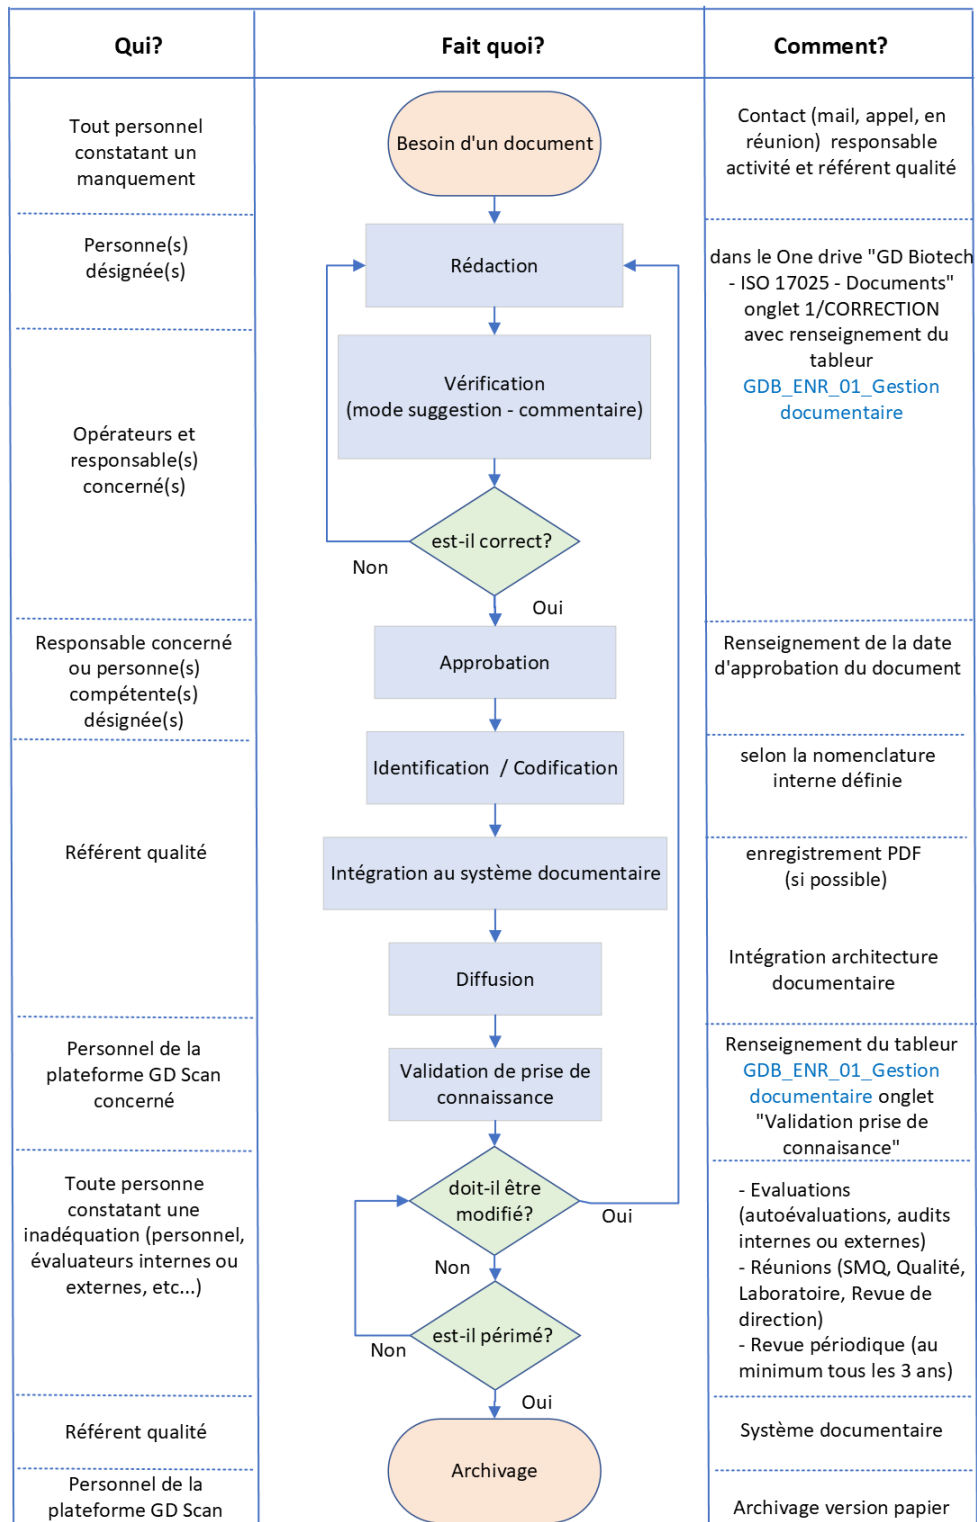 Qui?
Fait quoi?
Comment?
Tout personnel
constatant un
manquement
Besoin d'un document
Contact (mail, appel, en
réunion) responsable
activité et référent qualité
Personne(s)
désignée(s)
Rédaction
dans le One drive "GD Biotech
- ISO 17025 - Documents"
onglet 1/CORRECTION
avec renseignement du
tableur
GDB_ENR_01_Gestion
documentaire
Vérification
(mode suggestion - commentaire)
Opérateurs et
responsable(s)
concerné(s)
est-il correct?
Non
Oui
Responsable concerné
ou personne(s)
compétente(s)
désignée(s)
Approbation
Renseignement de la date
d'approbation du document
Identification / Codification
selon la nomenclature
interne définie
Référent qualité
Intégration au système documentaire
enregistrement PDF
(si possible)
Diffusion
Intégration architecture
documentaire
Personnel de la
plateforme GD Scan
concerné
Validation de prise de
connaissance
Renseignement du tableur
GDB_ENR_01_Gestion
documentaire onglet
"Validation prise de
connaisance"
Toute personne
constatant une
inadéquation (personnel,
évaluateurs internes ou
externes, etc...)
doit-il être
modifié?
Oui
Non
est-il périmé?
Non
Oui
- Evaluations
(autoévaluations, audits
internes ou externes)
- Réunions (SMQ, Qualité,
Laboratoire, Revue de
direction)
- Revue périodique (au
minimum tous les 3 ans)
Référent qualité
Archivage
Système documentaire
Personnel de la
plateforme GD Scan
Archivage version papier